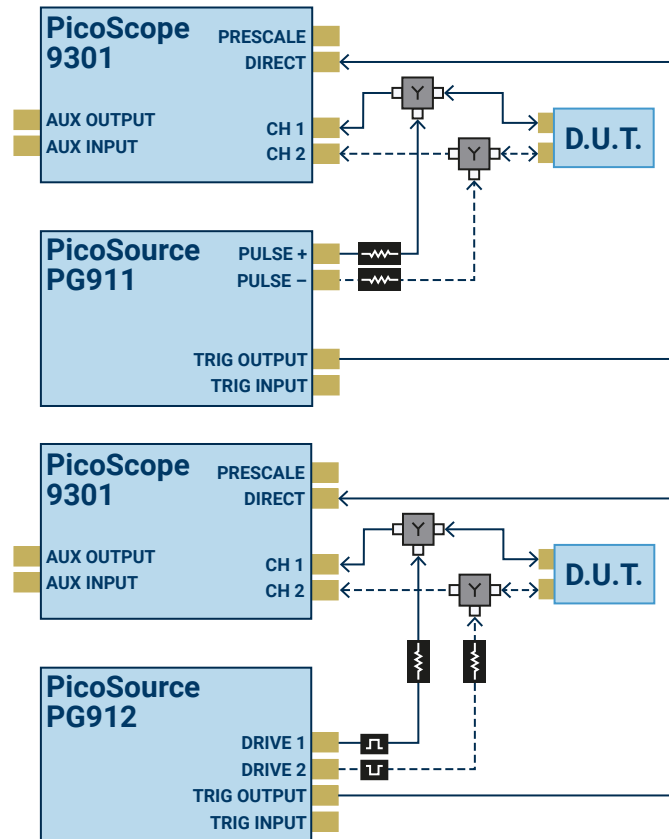 PicoScope
9301
PRESCALE
DIRECT
AUX OUTPUT
AUX INPUT
CH 1
CH 2
Y
Y
D.U.T.
PicoSource
PG911
PULSE +
PULSE –
TRIG OUTPUT
TRIG INPUT
PicoScope
9301
PRESCALE
DIRECT
AUX OUTPUT
AUX INPUT
CH 1
CH 2
Y
Y
D.U.T.
PicoSource
PG912
DRIVE 1
DRIVE 2
TRIG OUTPUT
TRIG INPUT